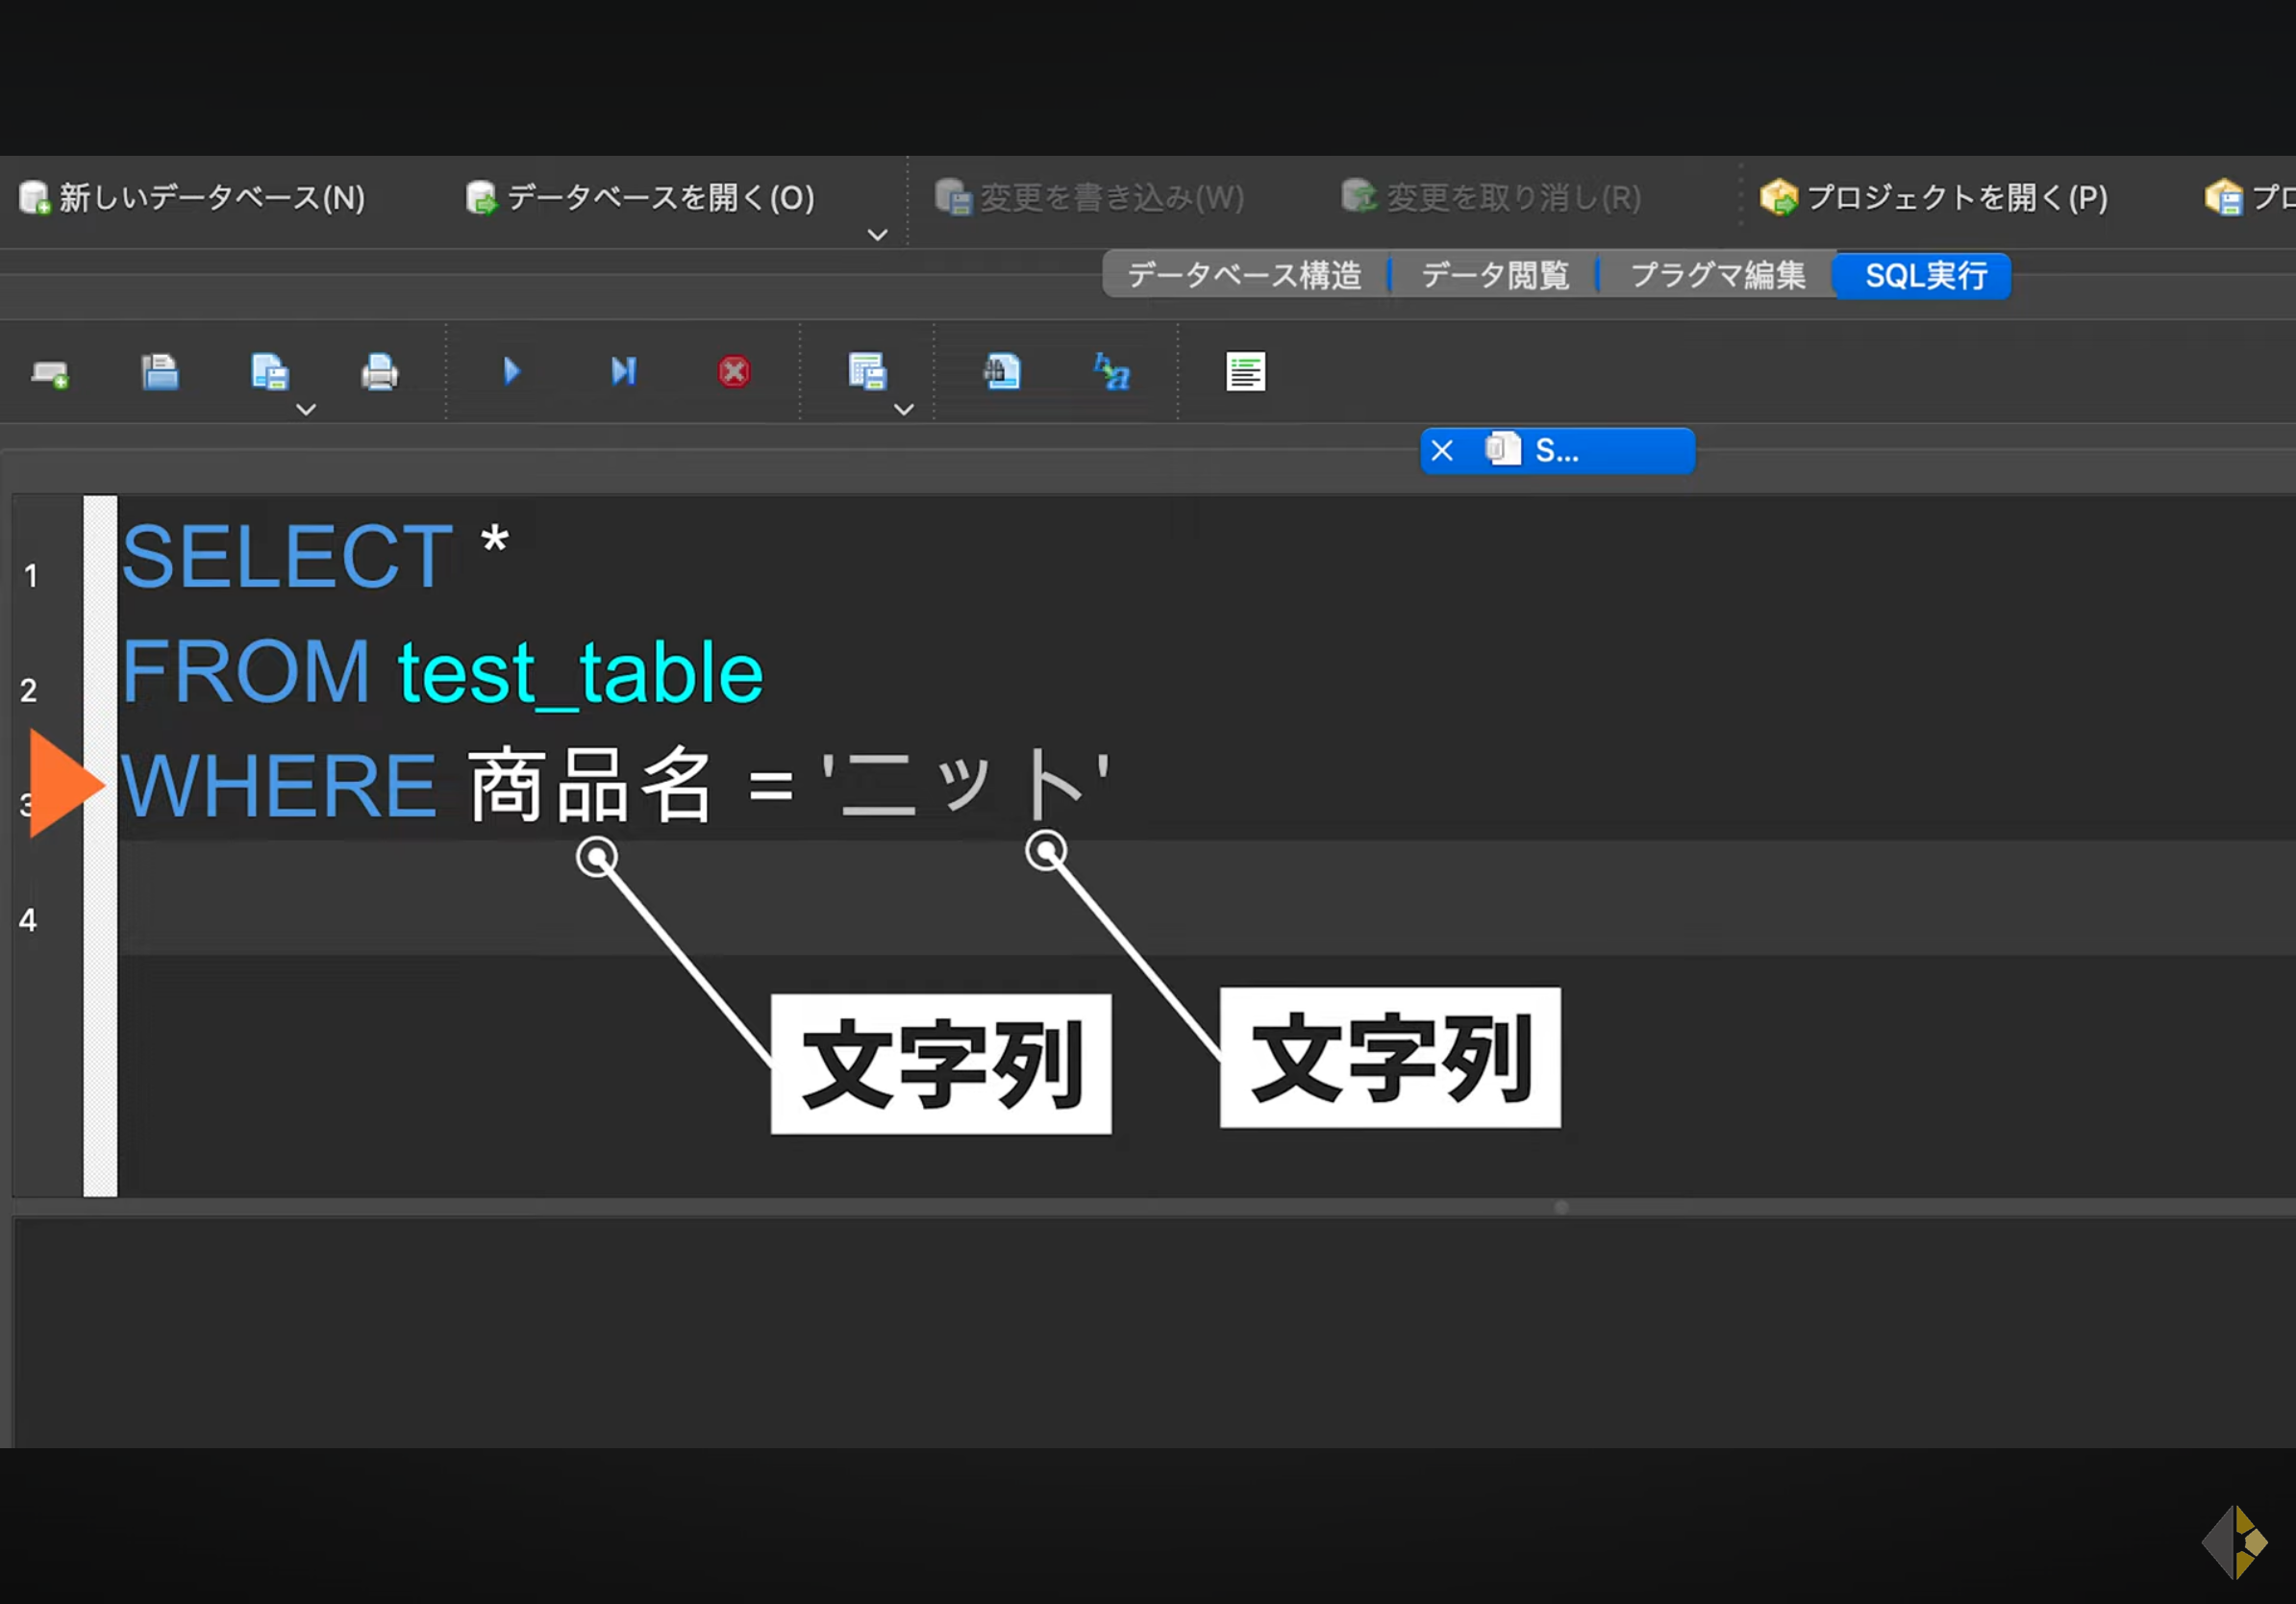 新しいデータベース(N) データベースを開く(O) 変更を書き込み(W) 変更を取り消し(R) プロジェクトを開く(P) プロ
データベース構造 データ閲覧 プラグマ編集 SQL実行
S...
1 SELECT *
2 FROM test_table
3 WHERE 商品名 = 'ニット'
4
文字列 文字列